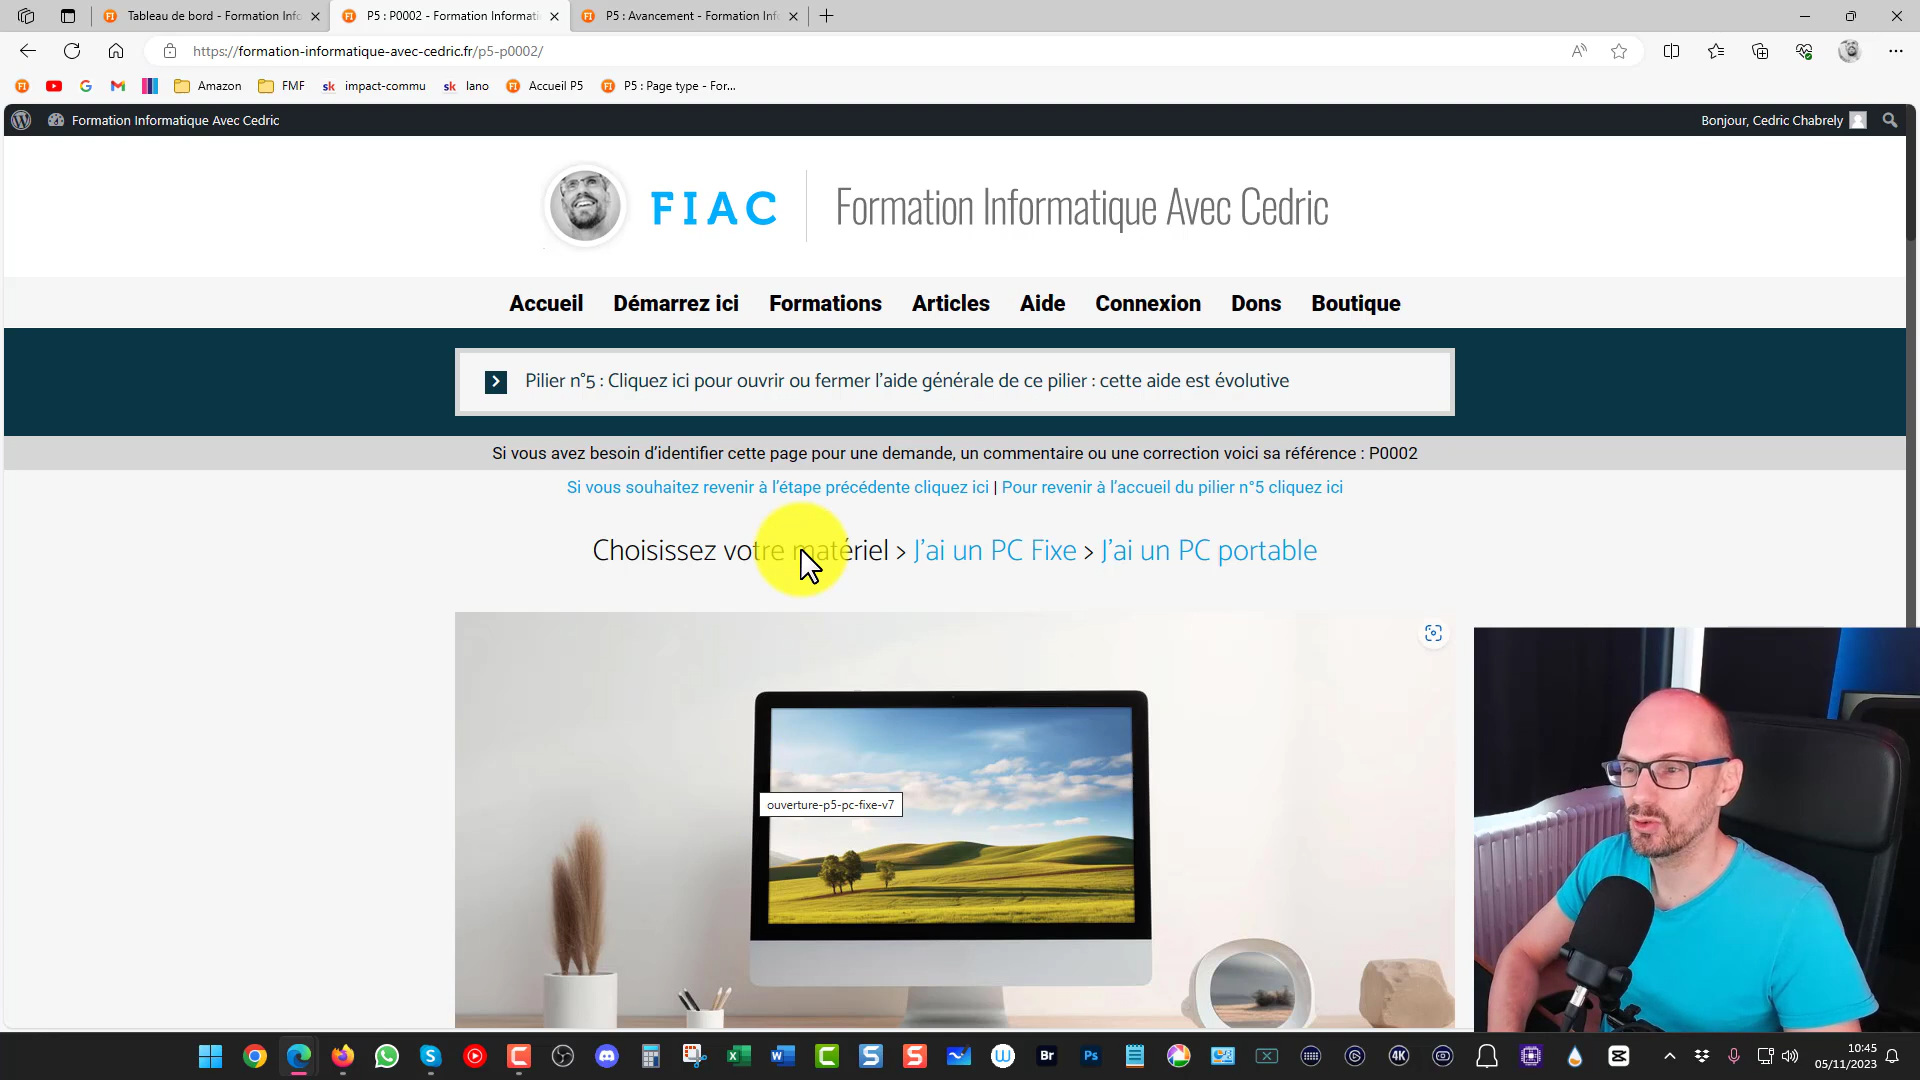 Tableau de bord - Formation Info
P5 : P0002 - Formation Informati
P5 : Avancement - Formation Inf
https://formation-informatique-avec-cedric.fr/p5-p0002/
Amazon
FMF
sk impact-commu
sk lano
Accueil P5
P5 : Page type - For...
Formation Informatique Avec Cedric
Bonjour, Cedric Chabrely
FIAC
Formation Informatique Avec Cedric
Accueil Démarrez ici Formations Articles Aide Connexion Dons Boutique
Pilier n°5 : Cliquez ici pour ouvrir ou fermer l'aide générale de ce pilier : cette aide est évolutive
Si vous avez besoin d'identifier cette page pour une demande, un commentaire ou une correction voici sa référence : P0002
Si vous souhaitez revenir à l'étape précédente cliquez ici | Pour revenir à l'accueil du pilier n°5 cliquez ici
Choisissez votre matériel > J'ai un PC Fixe > J'ai un PC portable
ouverture-p5-pc-fixe-v7
10:45
05/11/2023